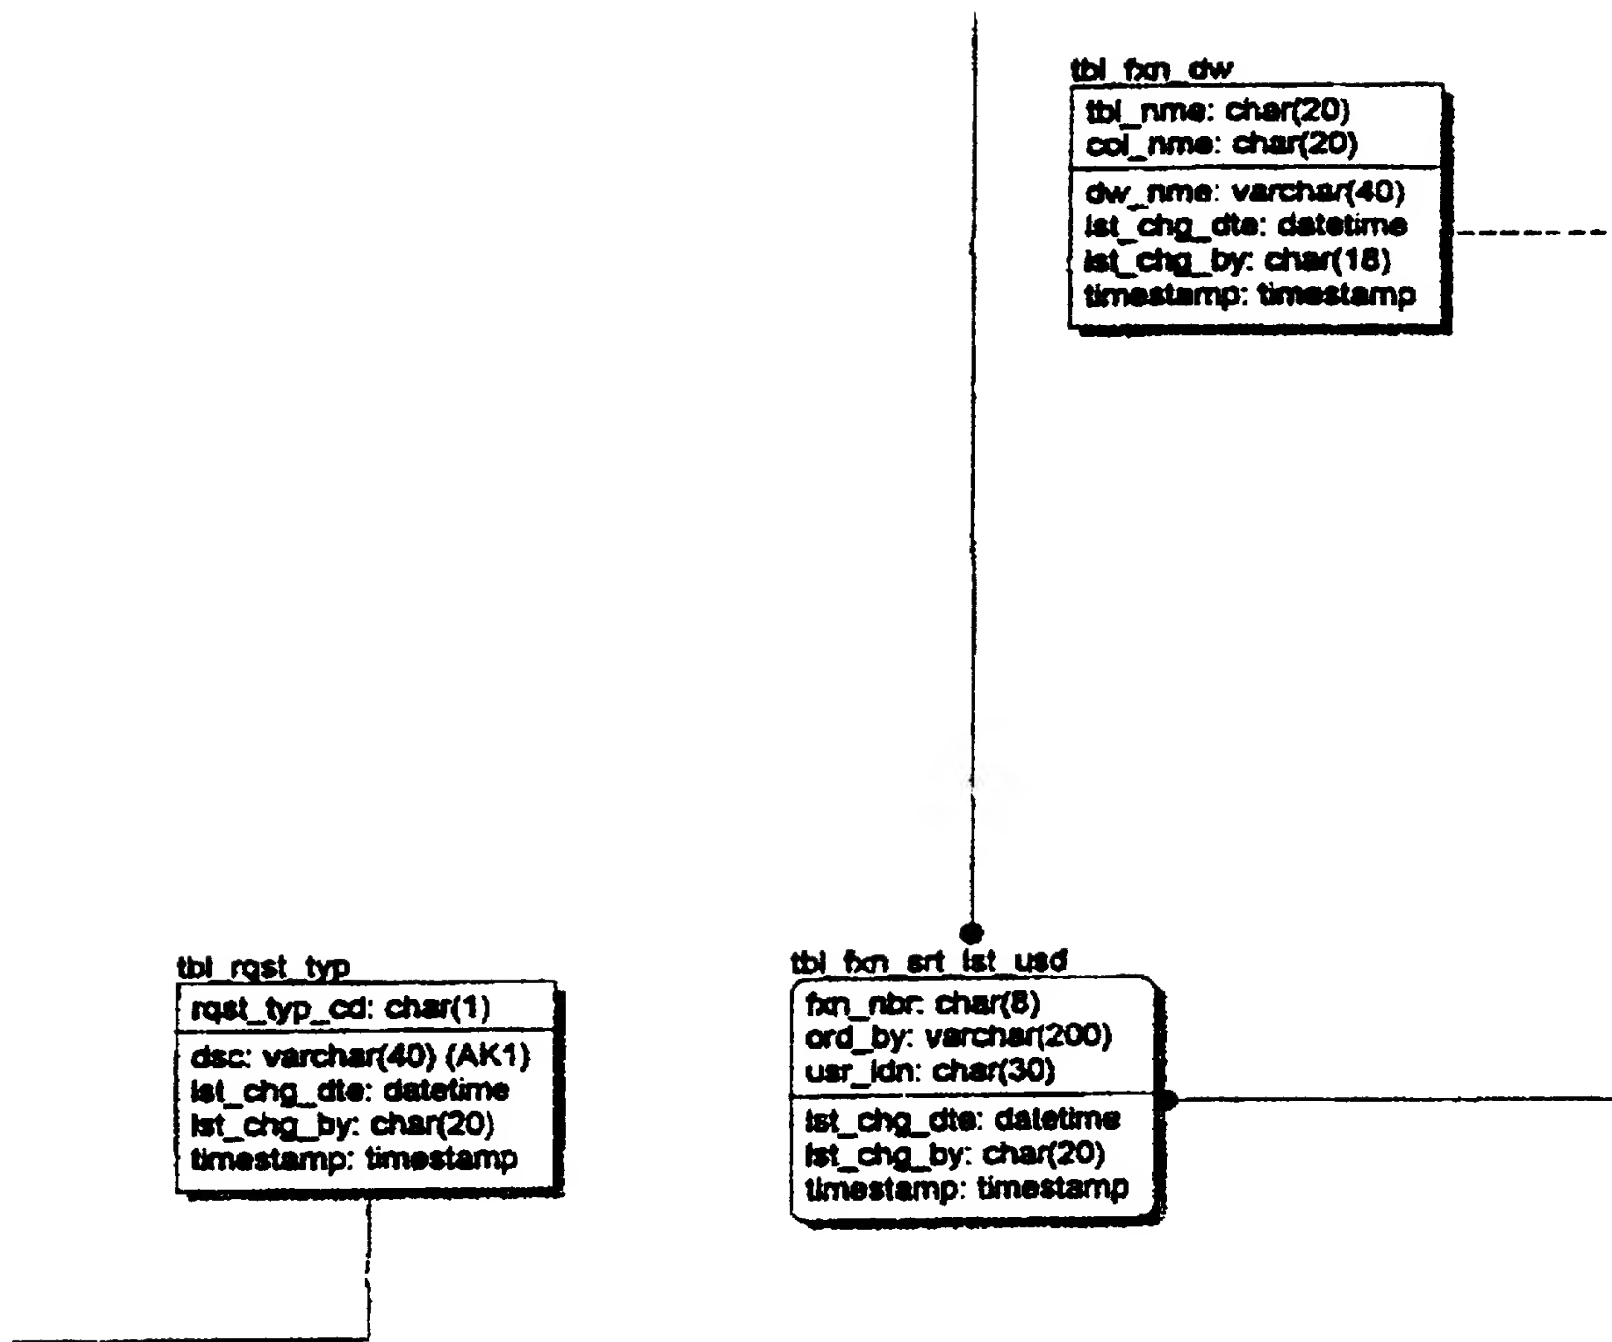 tbl_fxn_dw
tbl_nme: char(20)
col_nme: char(20)
dw_nme: varchar(40)
lst_chg_dte: datetime
lst_chg_by: char(18)
timestamp: timestamp
tbl_rqst_typ
rqst_typ_cd: char(1)
dsc: varchar(40) (AK1)
lst_chg_dte: datetime
lst_chg_by: char(20)
timestamp: timestamp
tbl_fxn_srt_lst_usd
fxn_nbr: char(8)
ord_by: varchar(200)
usr_idn: char(30)
lst_chg_dte: datetime
lst_chg_by: char(20)
timestamp: timestamp